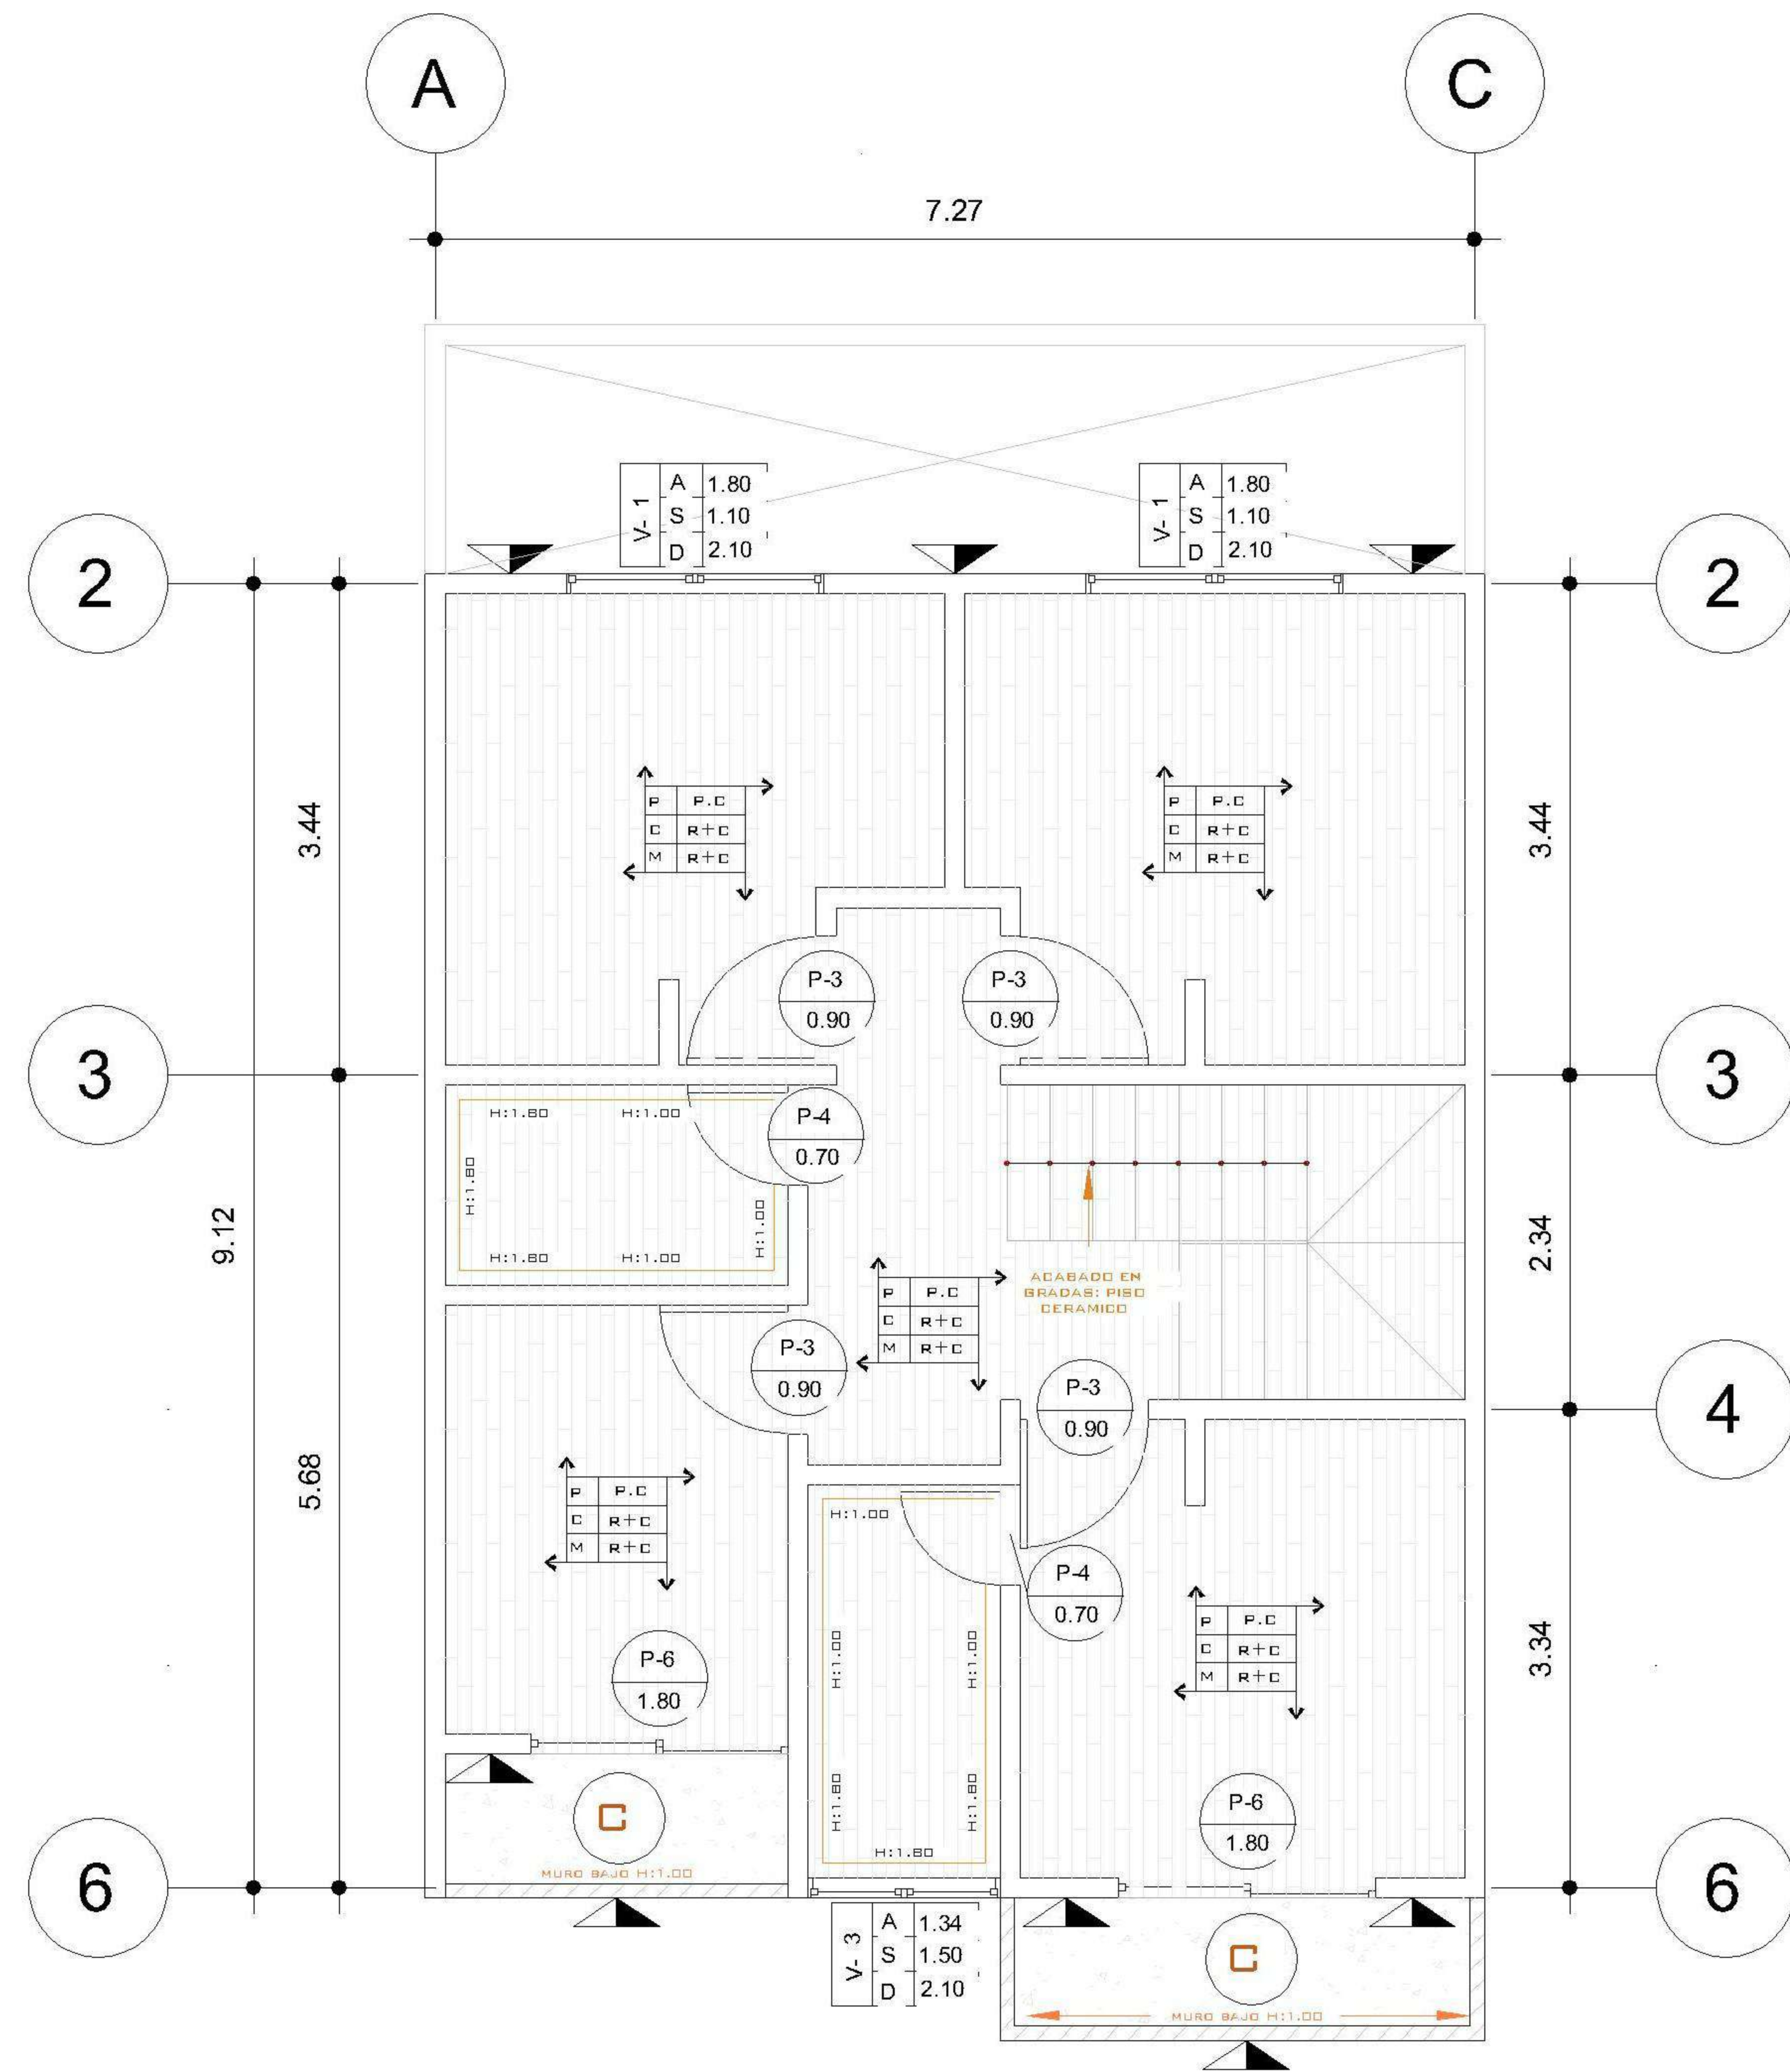 A
C
7.27
V- 1
A 1.80
S 1.10
D 2.10
V- 1
A 1.80
S 1.10
D 2.10
2
2
3.44
3.44
P P.C
C R+C
M R+C
P P.C
C R+C
M R+C
P-3
0.90
P-3
0.90
3
3
P-4
0.70
H:1.80
H:1.00
H:1.80
H:1.00
H:1.80
H:1.00
9.12
2.34
ACABADO EN
GRADAS: PISO
CERAMICO
P P.C
C R+C
M R+C
P-3
0.90
P-3
0.90
4
5.68
P P.C
C R+C
M R+C
H:1.00
P-4
0.70
P P.C
C R+C
M R+C
3.34
H:1.00
H:1.00
P-6
1.80
H:1.80
H:1.80
P-6
1.80
C
H:1.80
MURO BAJO H:1.00
6
6
V- 3
A 1.34
S 1.50
D 2.10
C
MURO BAJO H:1.00